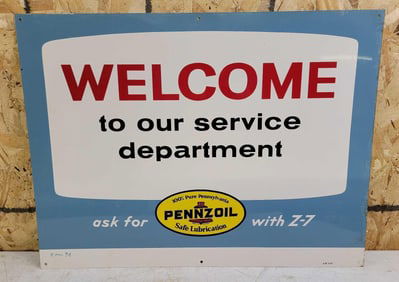 WELCOME
to our service
department
ask for
100% Pure Pennsylvania
PENNZOIL
Safe Lubrication
with Z-7